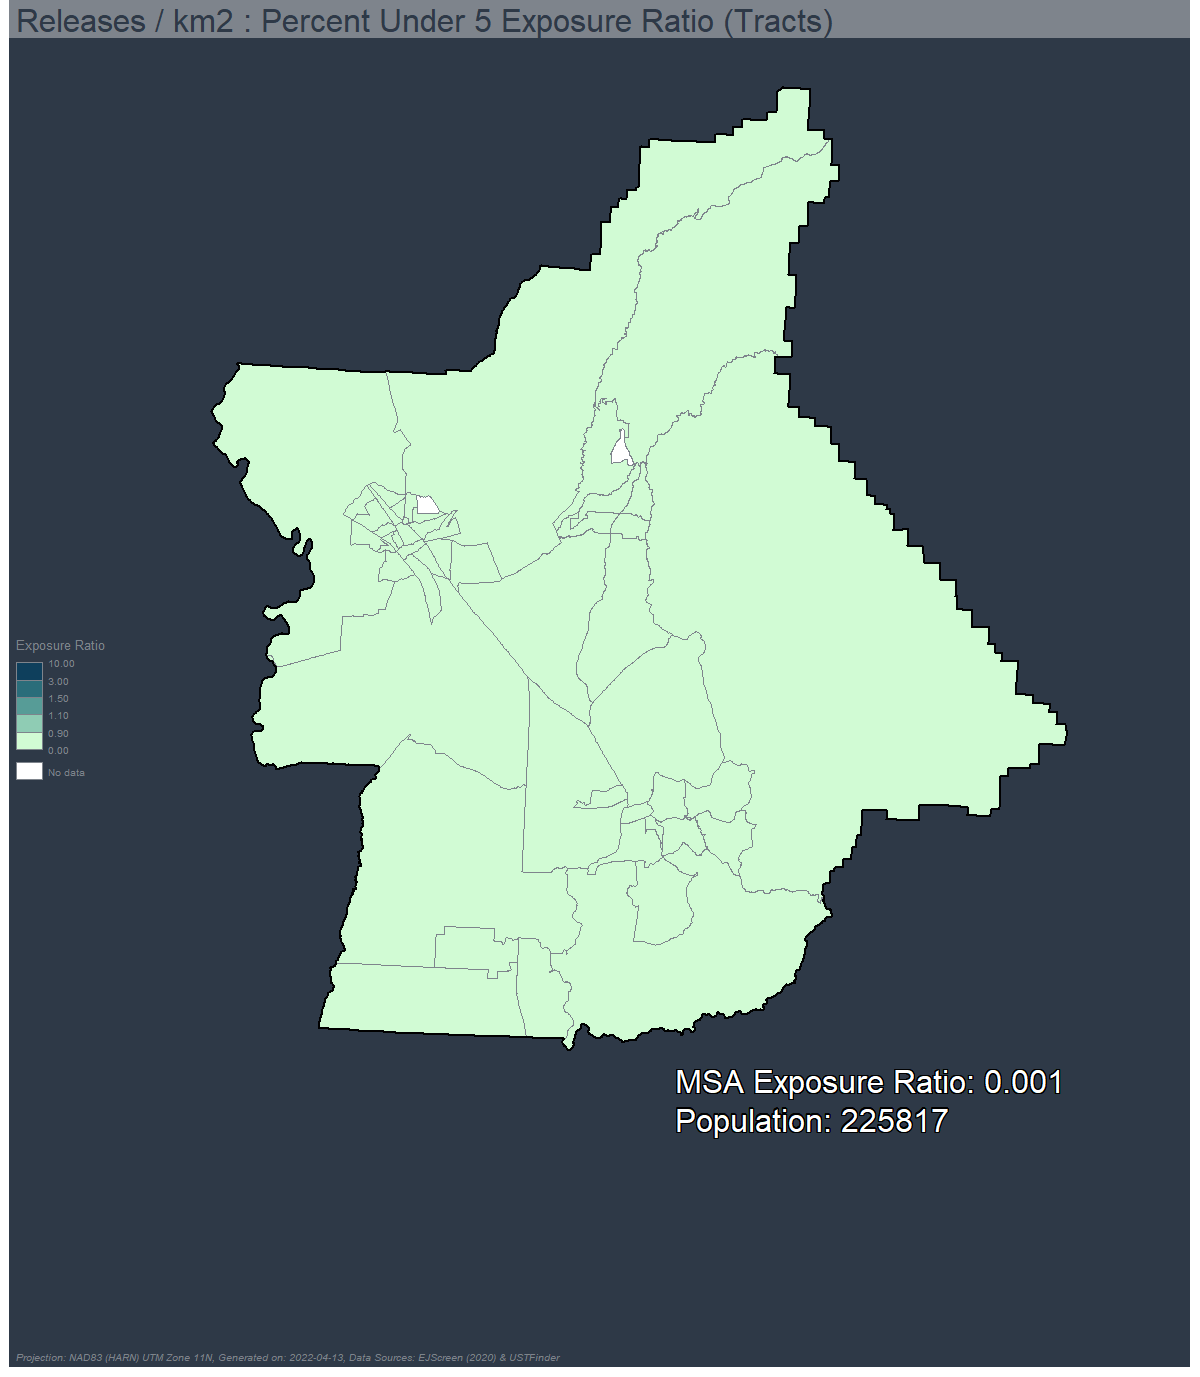 Releases / km2 : Percent Under 5 Exposure Ratio (Tracts)
Exposure Ratio
10.00
3.00
1.50
1.10
0.90
0.00
No data
MSA Exposure Ratio: 0.001
Population: 225817
Projection: NAD83 (HARN) UTM Zone 11N, Generated on: 2022-04-13, Data Sources: EJScreen (2020) & USTFinder